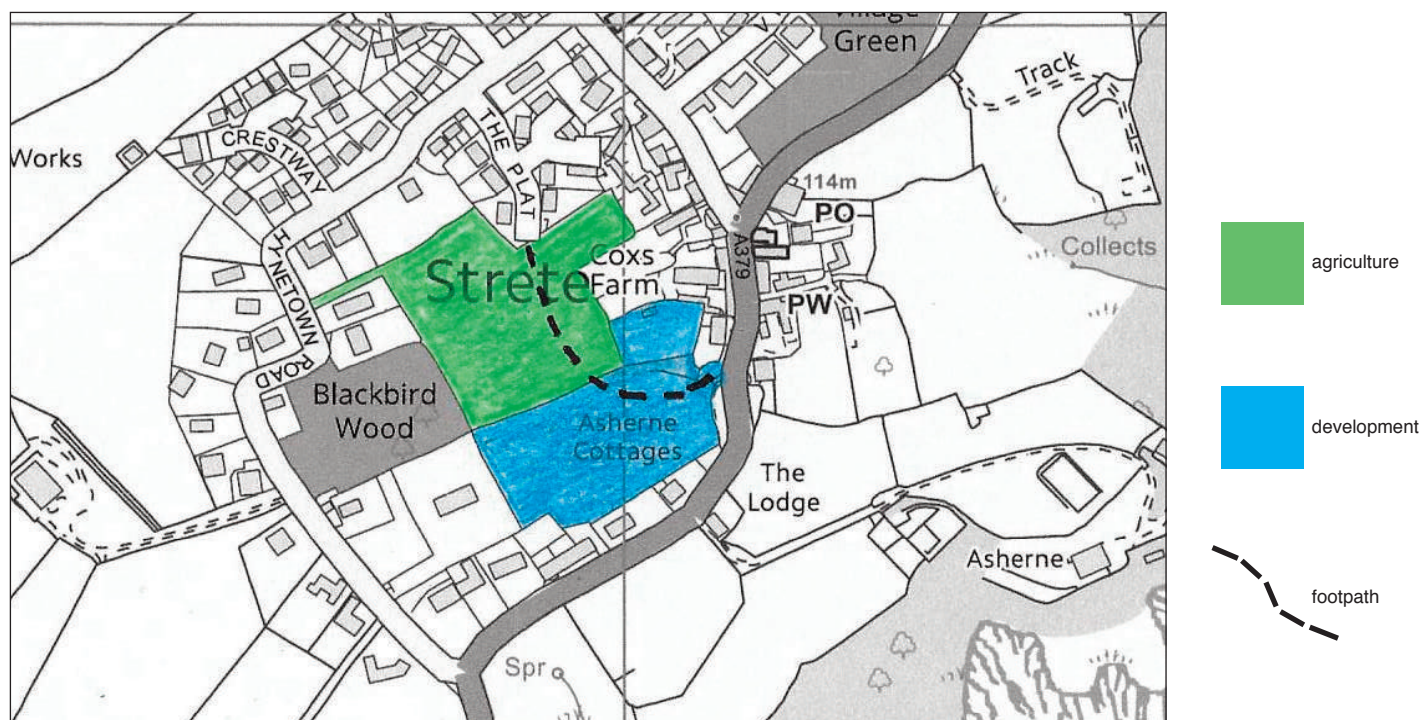 Village
Green
Track
THE PLAT
CRESTWAY
Works
114m
PO
Collects
A379
Coxs
Farm
Strete
agriculture
HYNETOWN ROAD
PW
Blackbird
Wood
Asherne
Cottages
development
The
Lodge
Asherne
footpath
Spr